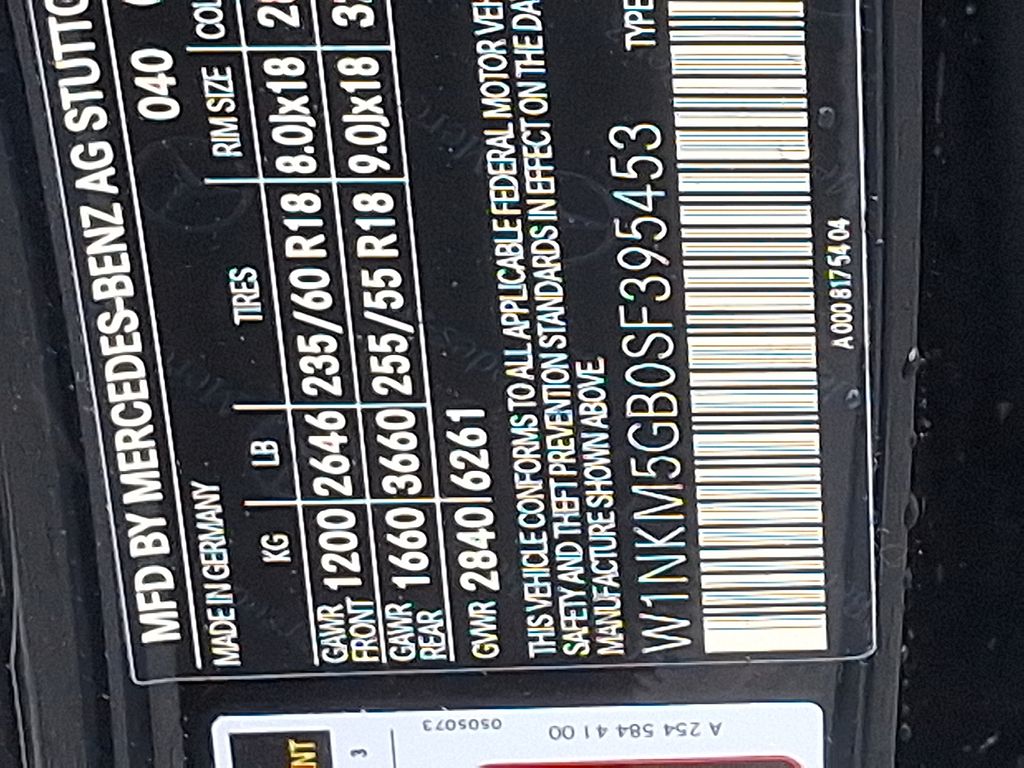 MFD BY MERCEDES-BENZ AG STUTTG
MADE IN GERMANY 040
KG LB TIRES RIM SIZE COL
GAWR FRONT 1200 2646 235/60 R18 8.0Jx18
GAWR REAR 1660 3660 255/55 R18 9.0Jx18
GVWR 2840 6261
THIS VEHICLE CONFORMS TO ALL APPLICABLE FEDERAL MOTOR VEH
SAFETY AND THEFT PREVENTION STANDARDS IN EFFECT ON THE DA
MANUFACTURE SHOWN ABOVE
W1NKM5GB0SF395453 TYPE
A 000 817 54 04
NT
3
0505073
A 254 584 41 00